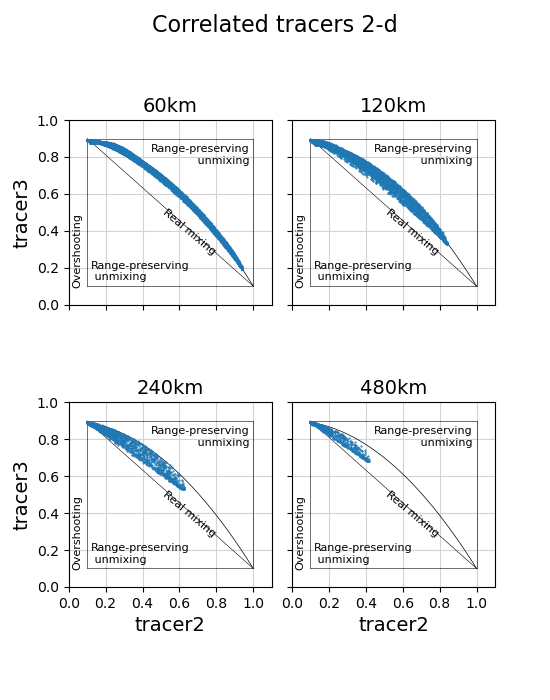 Correlated tracers 2-d
60km
120km
1.0
0.8
0.6
0.4
0.2
0.0
tracer3
Overshooting
Range-preserving
unmixing
Real mixing
Range-preserving
unmixing
Overshooting
Range-preserving
unmixing
Real mixing
Range-preserving
unmixing
240km
480km
1.0
0.8
0.6
0.4
0.2
0.0
tracer3
Overshooting
Range-preserving
unmixing
Real mixing
Range-preserving
unmixing
Overshooting
Range-preserving
unmixing
Real mixing
Range-preserving
unmixing
0.0 0.2 0.4 0.6 0.8 1.0
0.0 0.2 0.4 0.6 0.8 1.0
tracer2
tracer2